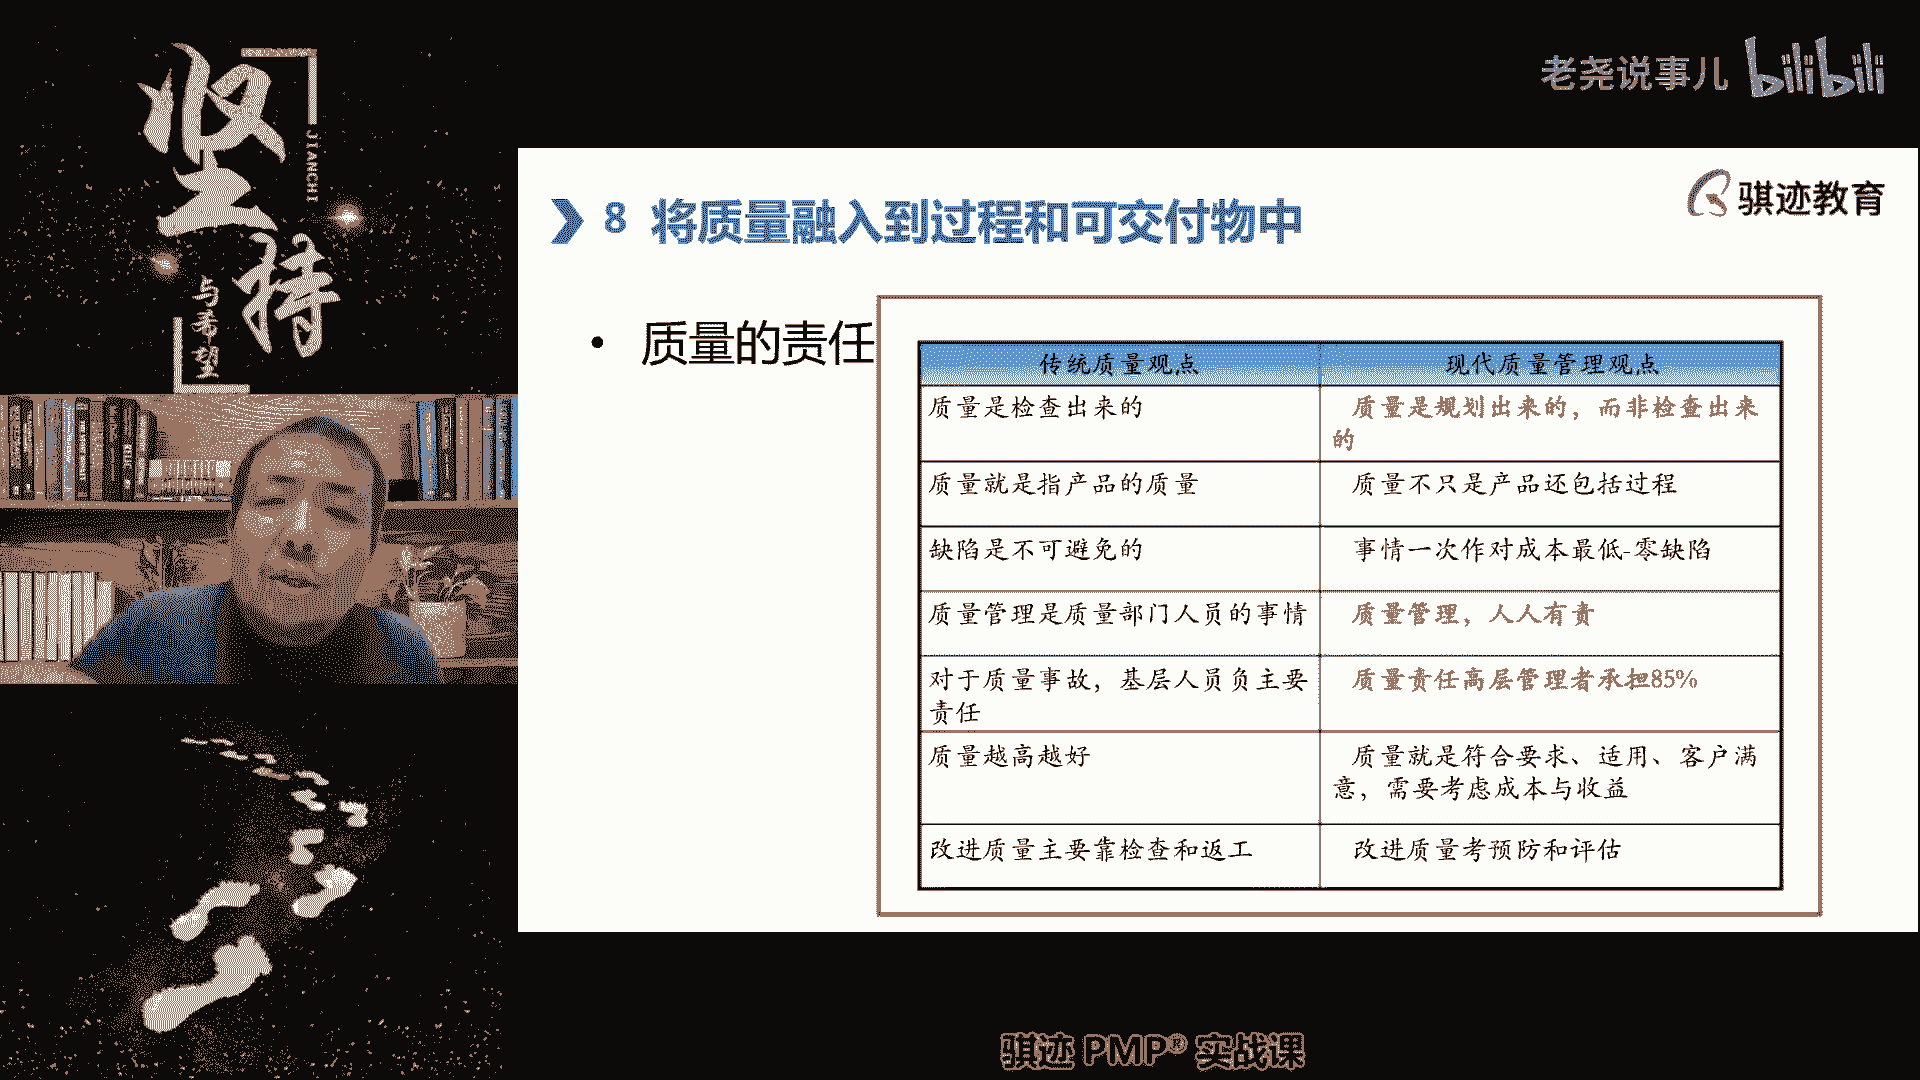 坚持
JIANCHI
与希望
老尧说事儿 bilibili
骐迹教育
8 将质量融入到过程和可交付物中
• 质量的责任
传统质量观点
现代质量管理观点
质量是检查出来的
质量是规划出来的，而非检查出来
的
质量就是指产品的质量
质量不只是产品还包括过程
缺陷是不可避免的
事情一次作对成本最低-零缺陷
质量管理是质量部门人员的事情
质量管理，人人有责
对于质量事故，基层人员负主要
责任
质量责任高层管理者承担85%
质量越高越好
质量就是符合要求、适用、客户满
意，需要考虑成本与收益
改进质量主要靠检查和返工
改进质量考预防和评估
骐迹 PMP® 实战课